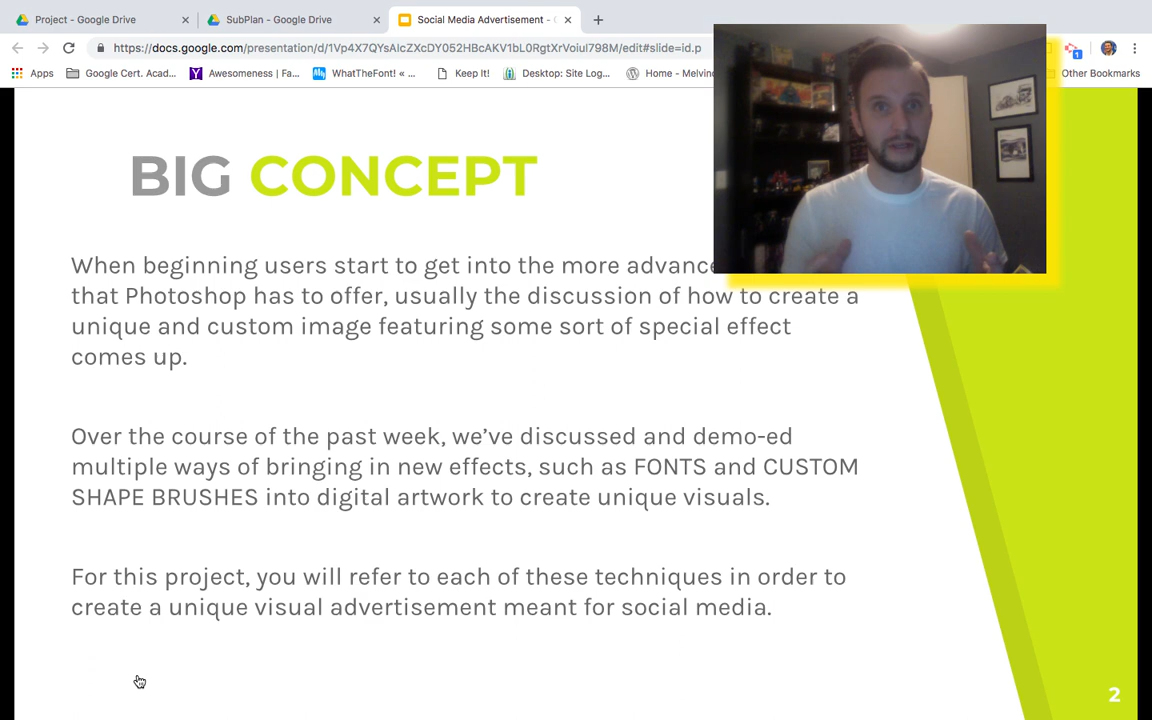 Project - Google Drive
SubPlan - Google Drive
Social Media Advertisement -
https://docs.google.com/presentation/d/1Vp4X7QYsAlcZXcDY052HBcAKV1bL0RgtXrVoiul798M/edit#slide=id.p
Apps
Google Cert. Acad...
Awesomeness | Fa...
WhatTheFont! « ...
Keep It!
Desktop: Site Log...
Home - Melvin
Other Bookmarks
1
BIG CONCEPT
When beginning users start to get into the more advance
that Photoshop has to offer, usually the discussion of how to create a
unique and custom image featuring some sort of special effect
comes up.
Over the course of the past week, we’ve discussed and demo-ed
multiple ways of bringing in new effects, such as FONTS and CUSTOM
SHAPE BRUSHES into digital artwork to create unique visuals.
For this project, you will refer to each of these techniques in order to
create a unique visual advertisement meant for social media.
2